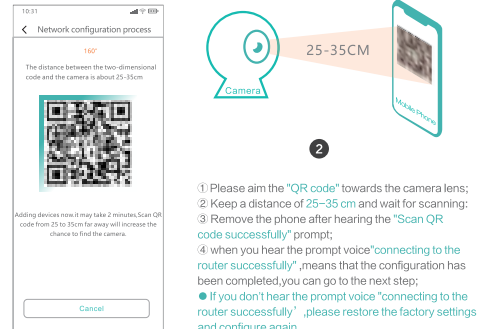 10:31
Network configuration process
160'
The distance between the two-dimensional
code and the camera is about 25-35cm
Adding devices now.it may take 2 minutes,Scan QR
code from 25 to 35cm far away will increase the
chance to find the camera.
Cancel
25-35CM
Camera
Mobile Phone
2
① Please aim the "QR code" towards the camera lens;
② Keep a distance of 25-35 cm and wait for scanning:
③ Remove the phone after hearing the "Scan QR
code successfully" prompt;
④ when you hear the prompt voice"connecting to the
router successfully" ,means that the configuration has
been completed,you can go to the next step;
● If you don't hear the prompt voice "connecting to the
router successfully' ,please restore the factory settings
and configure again